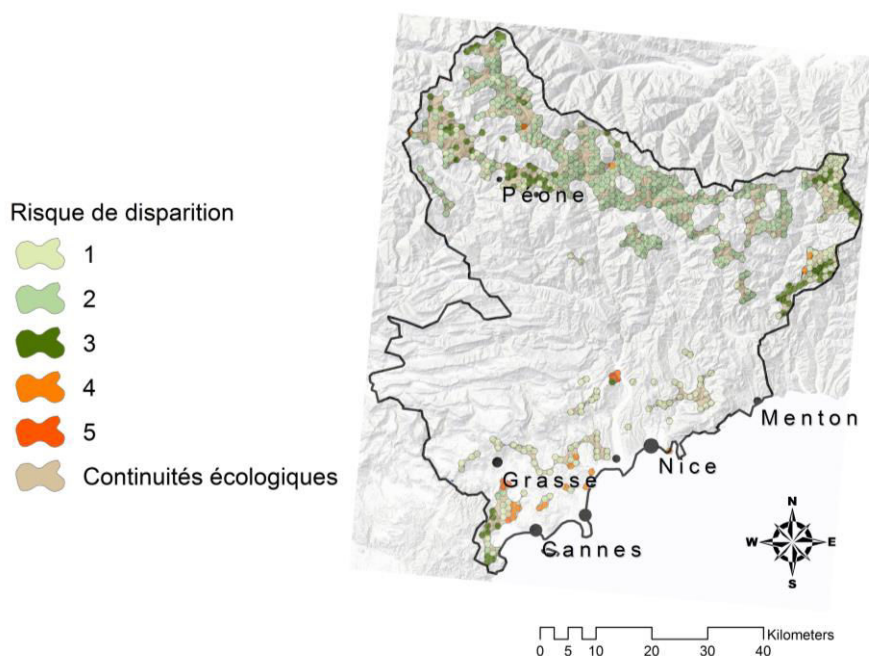 Risque de disparition
1
2
3
4
5
Continuités écologiques
Péone
Menton
Nice
Grasse
Cannes
N
W E
S
Kilometers
0 5 10 20 30 40